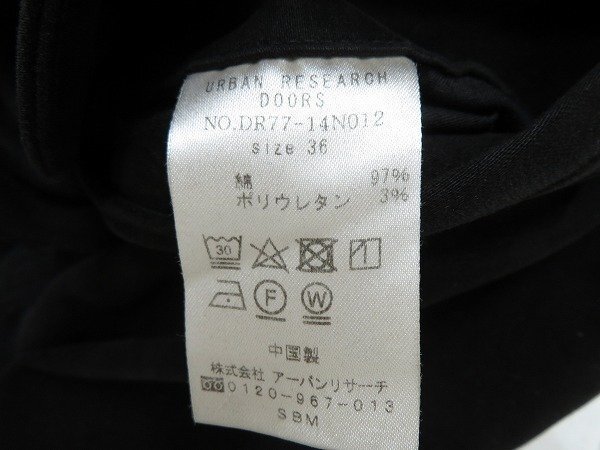 URBAN RESEARCH
DOORS
NO.DR77-14N012
size 36
綿 97%
ポリウレタン 3%
30
F W
中国製
株式会社 アーバンリサーチ
0120-967-013
SBM